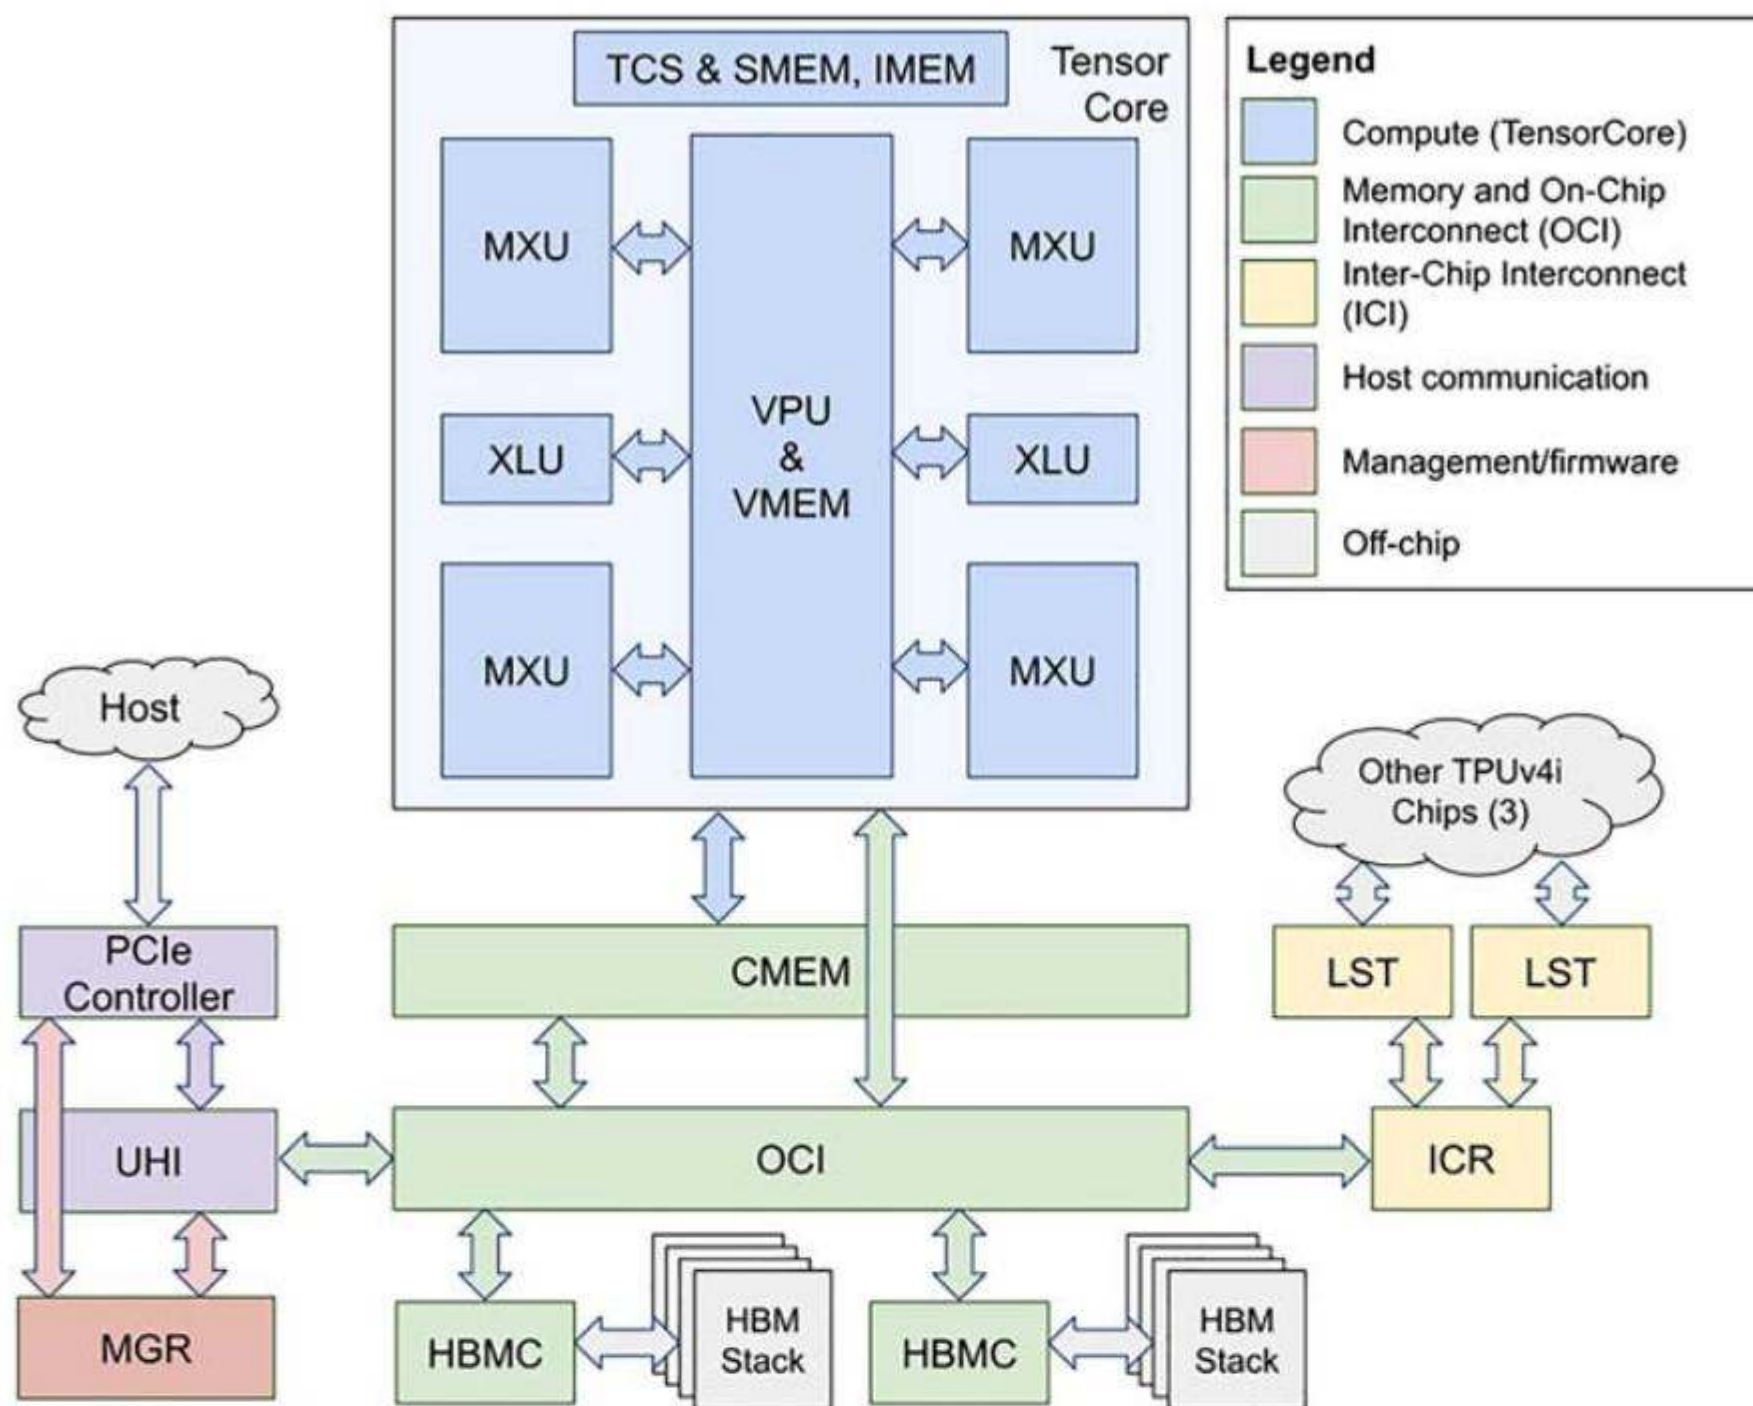 TCS & SMEM, IMEM
Tensor
Core
MXU
MXU
VPU
&
VMEM
XLU
XLU
MXU
MXU
Legend
Compute (TensorCore)
Memory and On-Chip
Interconnect (OCI)
Inter-Chip Interconnect
(ICI)
Host communication
Management/firmware
Off-chip
Host
Other TPUv4i
Chips (3)
PCIe
Controller
CMEM
LST
LST
UHI
OCI
ICR
MGR
HBMC
HBM
Stack
HBMC
HBM
Stack